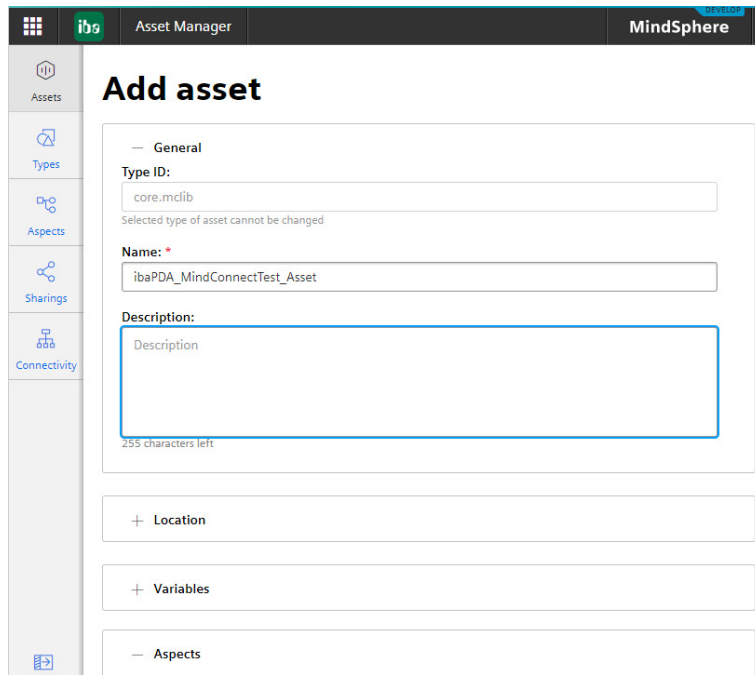 DEVELOP
iba Asset Manager MindSphere
Assets
Types
Aspects
Sharings
Connectivity
Add asset
General
Type ID:
core.mclib
Selected type of asset cannot be changed
Name: *
ibaPDA_MindConnectTest_Asset
Description:
Description
255 characters left
Location
Variables
Aspects